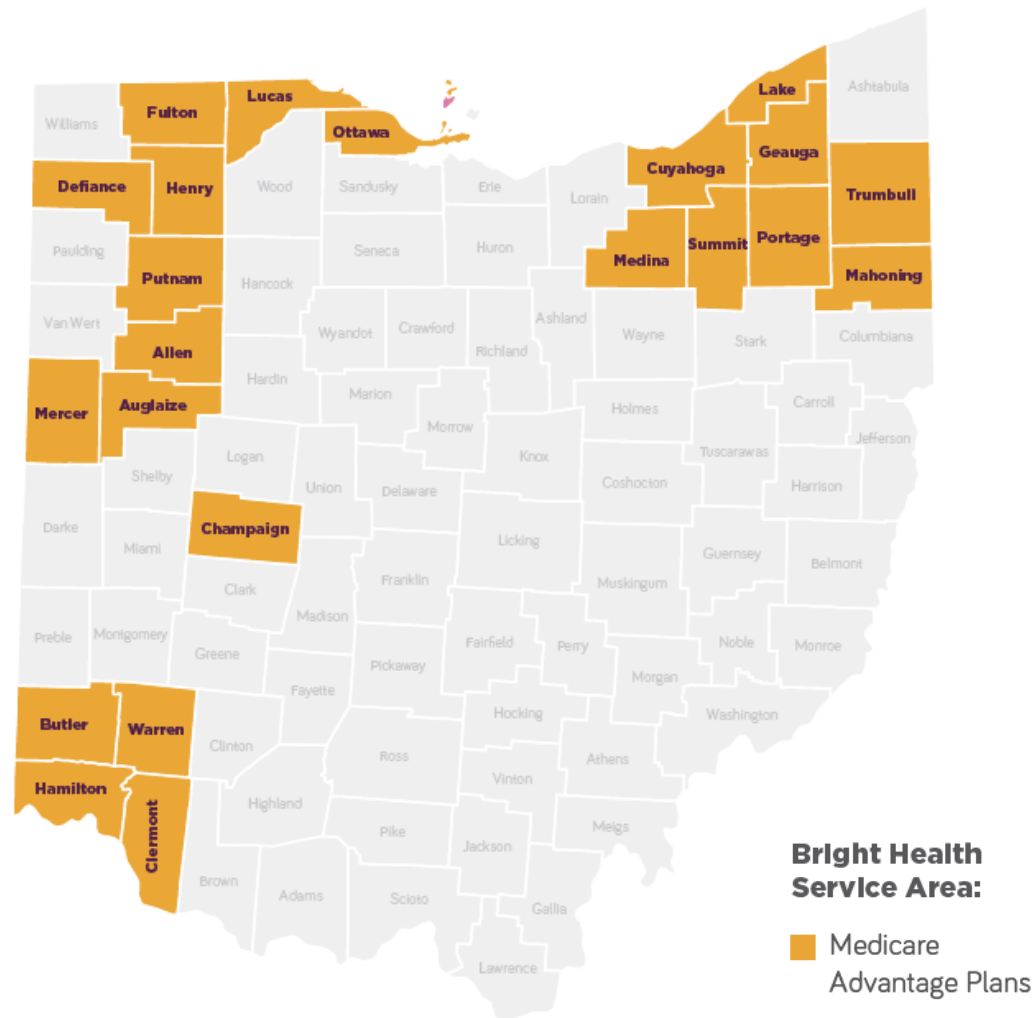 Ashtabula
Lake
Williams
Fulton
Lucas
Ottawa
Geauga
Cuyahoga
Defiance
Henry
Wood
Sandusky
Erie
Lorain
Trumbull
Paulding
Seneca
Huron
Medina
Summit
Portage
Putnam
Hancock
Mahoning
Van Wert
Wyandot
Crawford
Ashland
Wayne
Stark
Columbiana
Allen
Richland
Hardin
Marion
Mercer
Auglaize
Morrow
Holmes
Carroll
Jefferson
Logan
Knox
Tuscarawas
Shelby
Union
Delaware
Coshocton
Harrison
Darke
Champaign
Miami
Licking
Guernsey
Belmont
Clark
Franklin
Muskingum
Madison
Preble
Montgomery
Greene
Fairfield
Perry
Noble
Monroe
Pickaway
Morgan
Fayette
Butler
Warren
Hocking
Washington
Clinton
Ross
Athens
Hamilton
Vinton
Highland
Clermont
Pike
Meigs
Jackson
Brown
Adams
Scioto
Gallia
Lawrence
Bright Health
Service Area:
Medicare
Advantage Plans